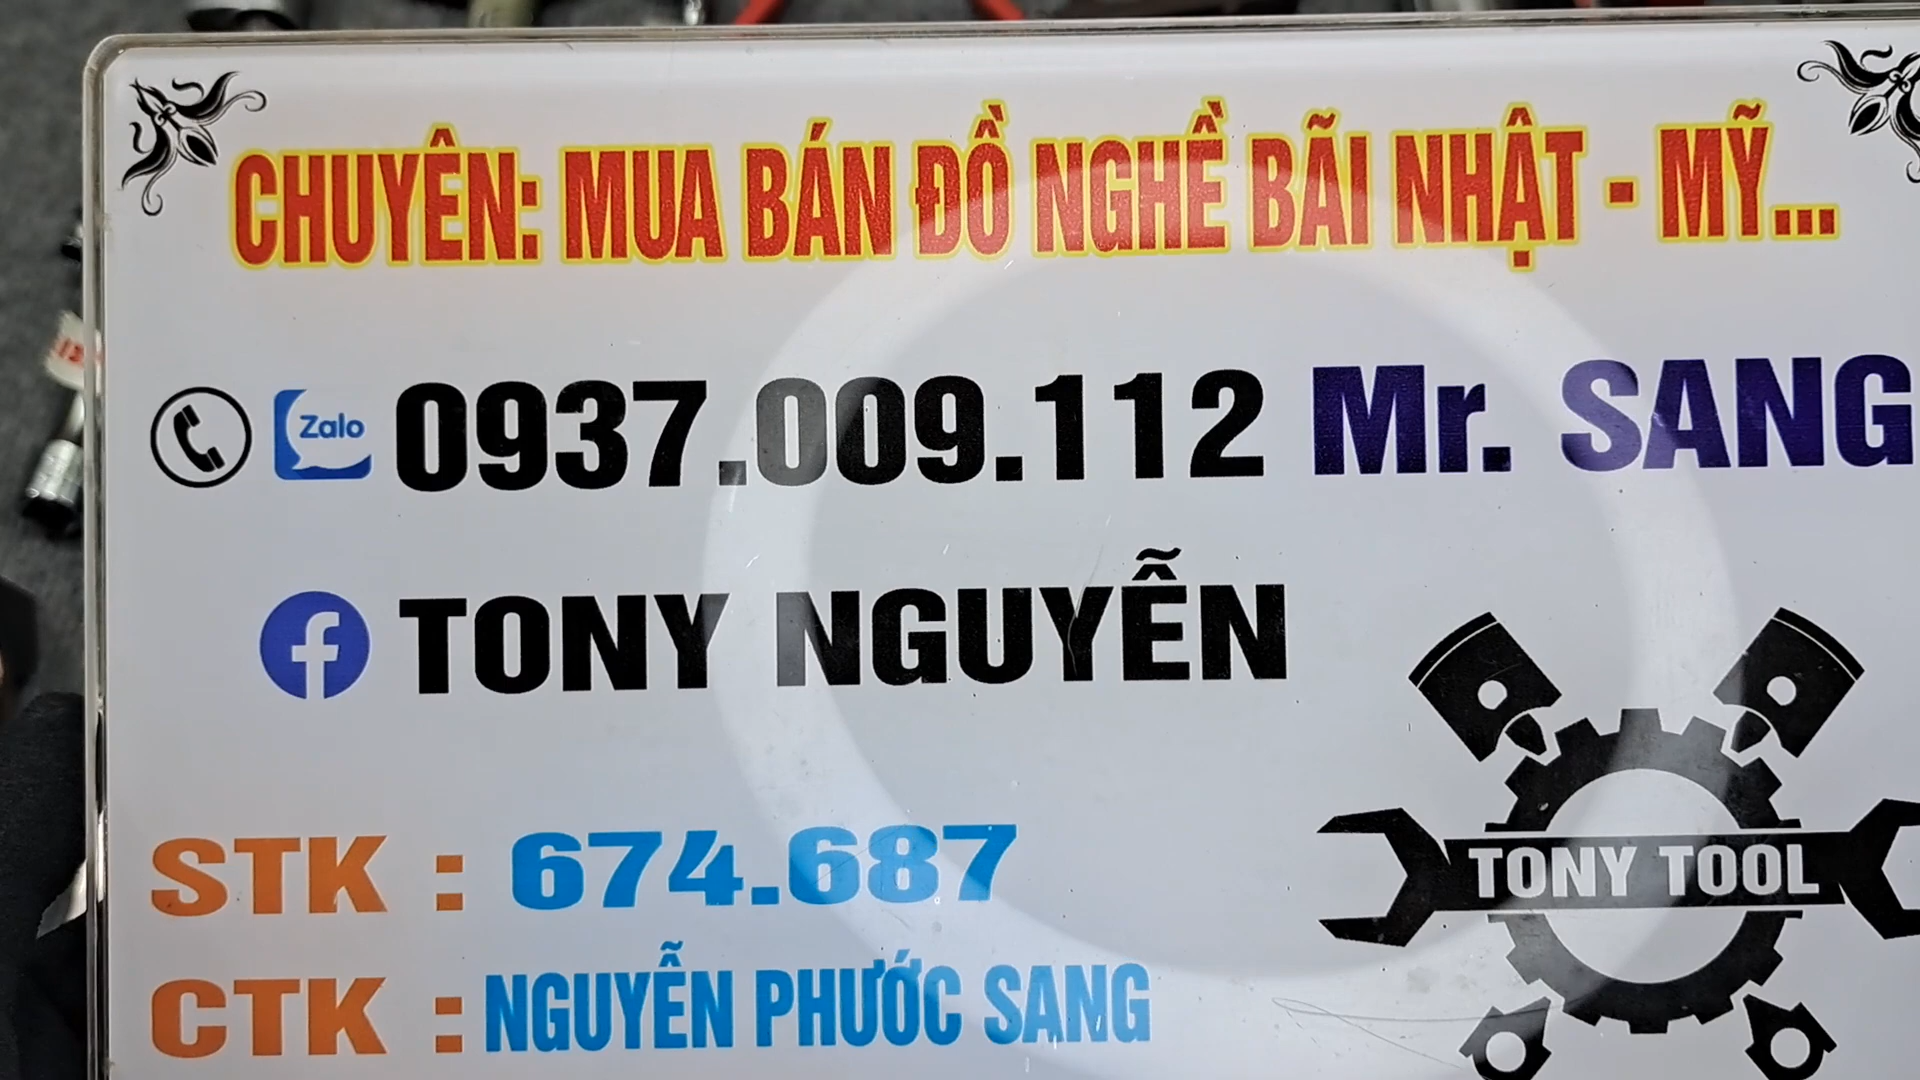 CHUYÊN: MUA BÁN ĐỒ NGHỀ BÃI NHẬT - MỸ...
Zalo 0937.009.112 Mr. SANG
TONY NGUYỄN
STK : 674.687
CTK : NGUYỄN PHƯỚC SANG
TONY TOOL